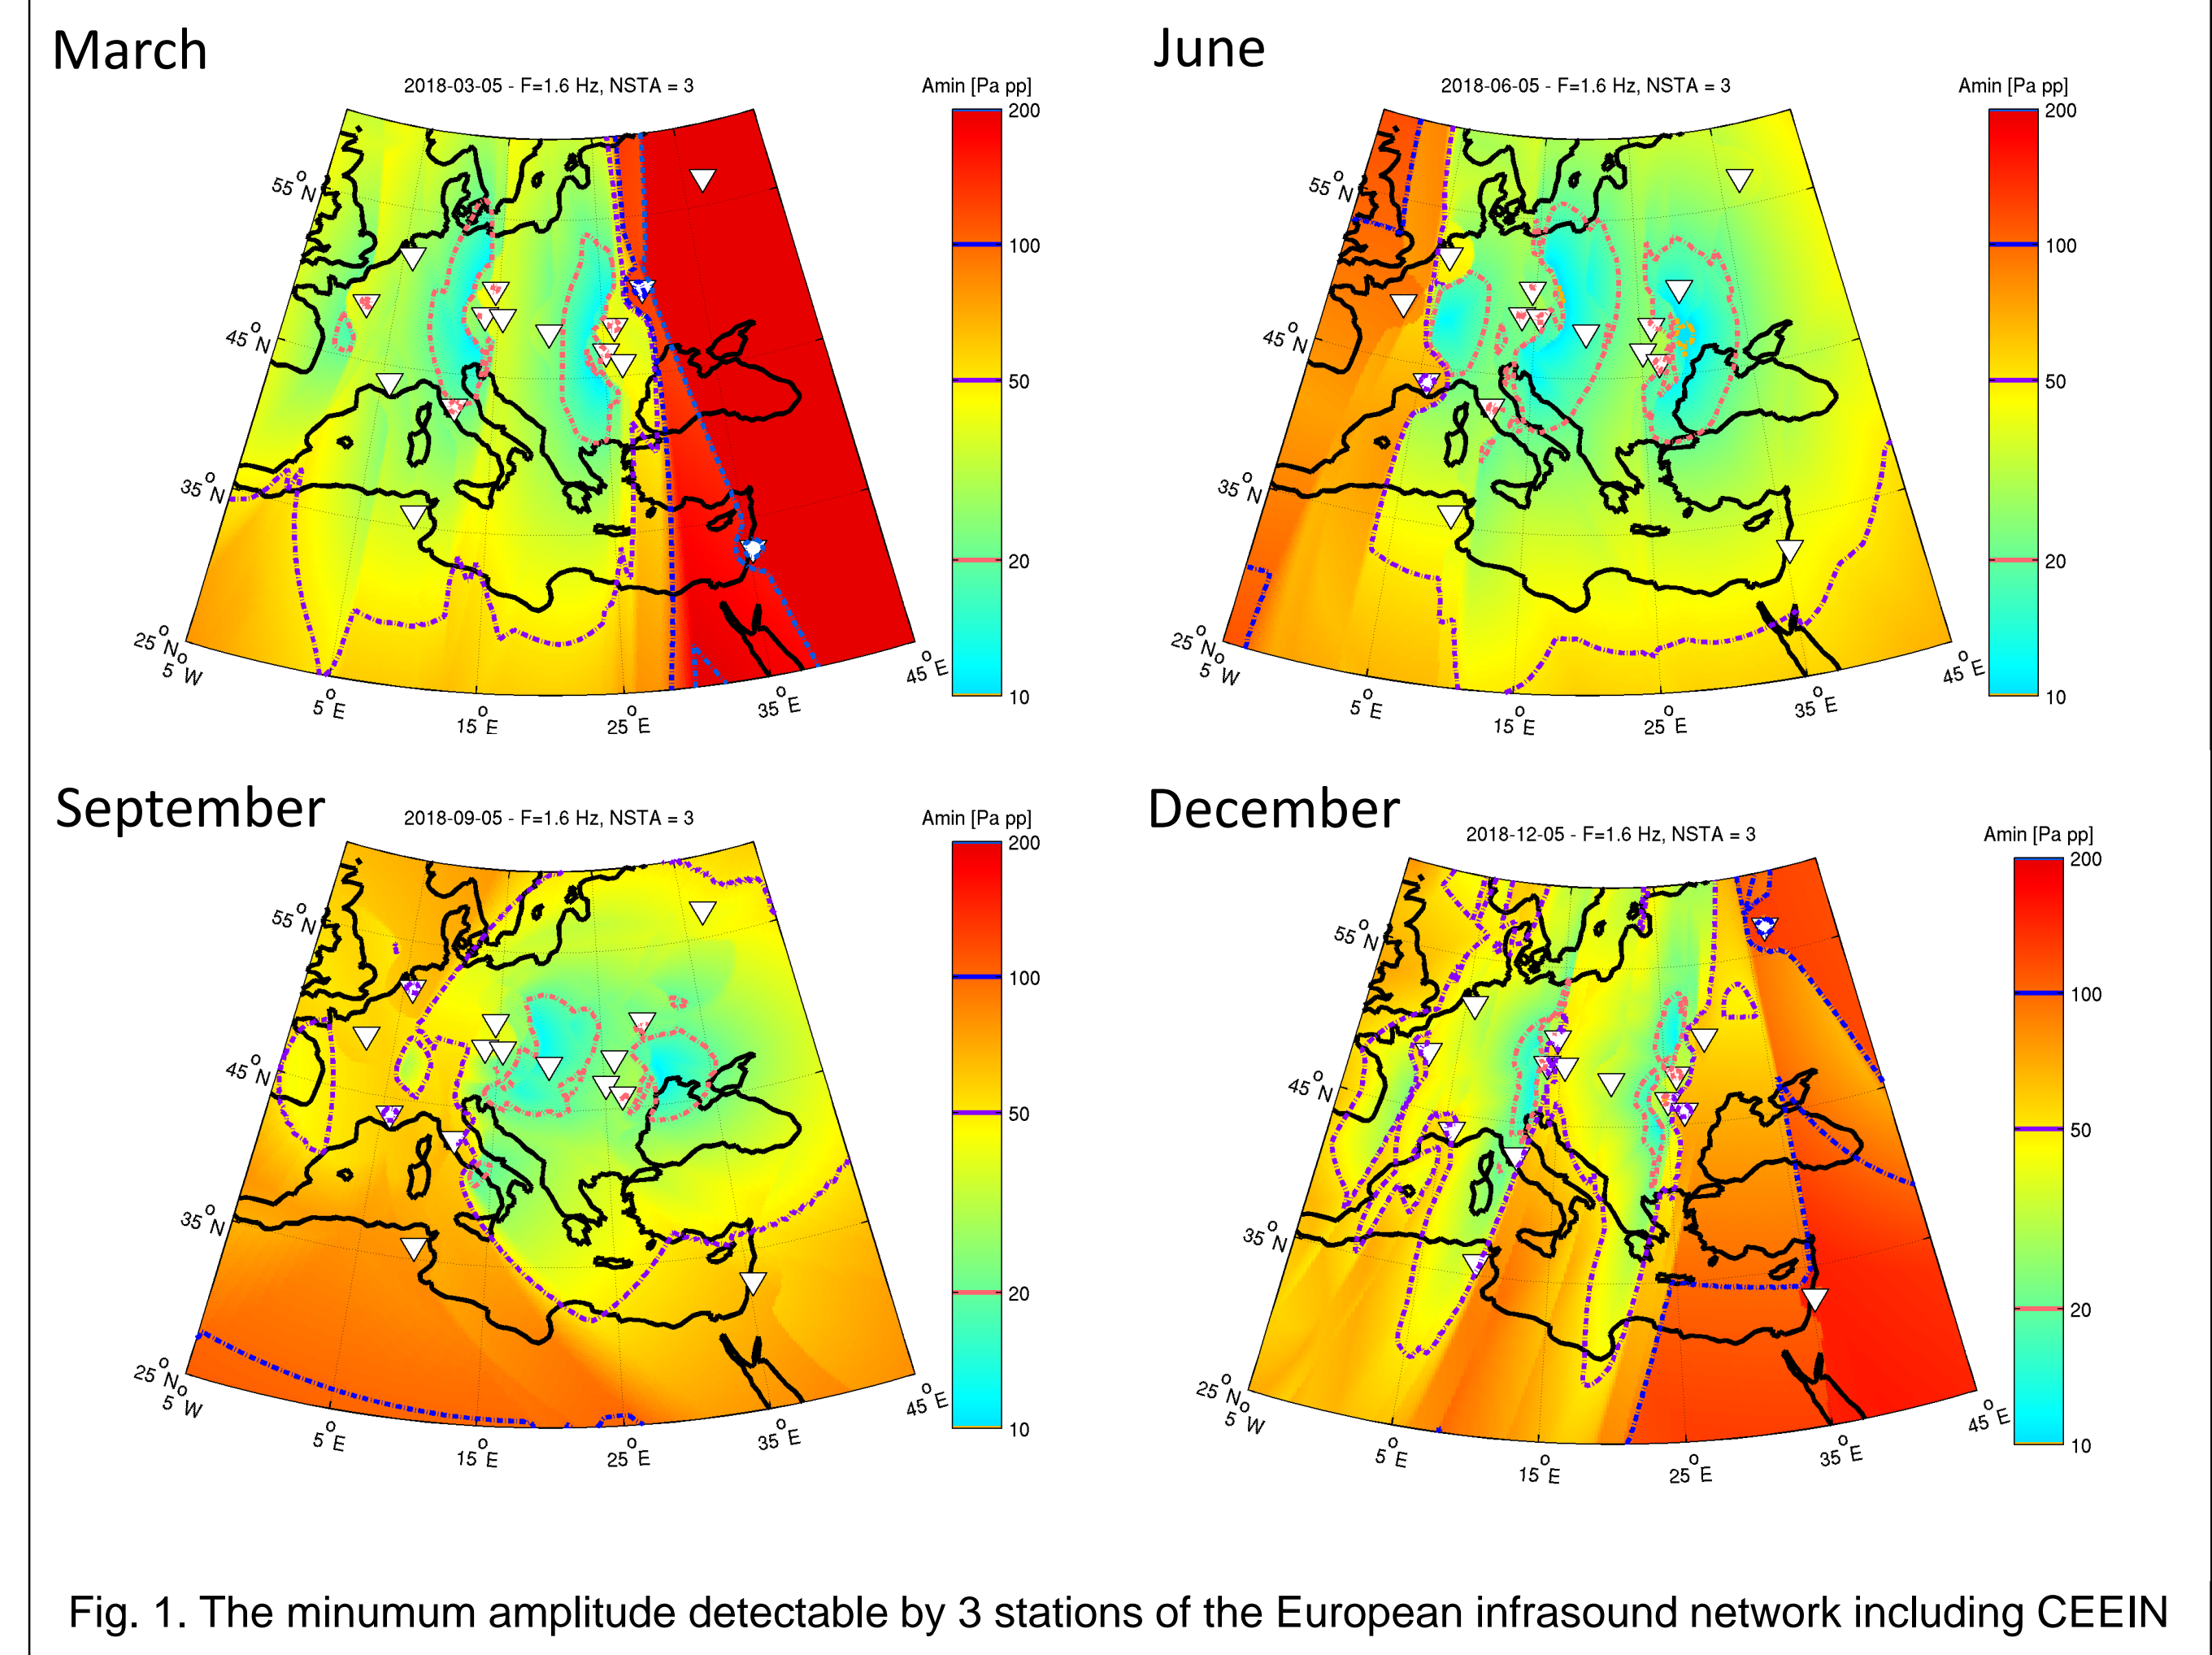 March
2018-03-05 - F=1.6 Hz, NSTA = 3
Amin [Pa pp]
200
100
50
20
10
55°N
45°N
35°N
25°N
5°W
5°E
15°E
25°E
35°E
45°E
June
2018-06-05 - F=1.6 Hz, NSTA = 3
Amin [Pa pp]
200
100
50
20
10
55°N
45°N
35°N
25°N
5°W
5°E
15°E
25°E
35°E
45°E
September
2018-09-05 - F=1.6 Hz, NSTA = 3
Amin [Pa pp]
200
100
50
20
10
55°N
45°N
35°N
25°N
5°W
5°E
15°E
25°E
35°E
45°E
December
2018-12-05 - F=1.6 Hz, NSTA = 3
Amin [Pa pp]
200
100
50
20
10
55°N
45°N
35°N
25°N
5°W
5°E
15°E
25°E
35°E
45°E
Fig. 1. The minumum amplitude detectable by 3 stations of the European infrasound network including CEEIN